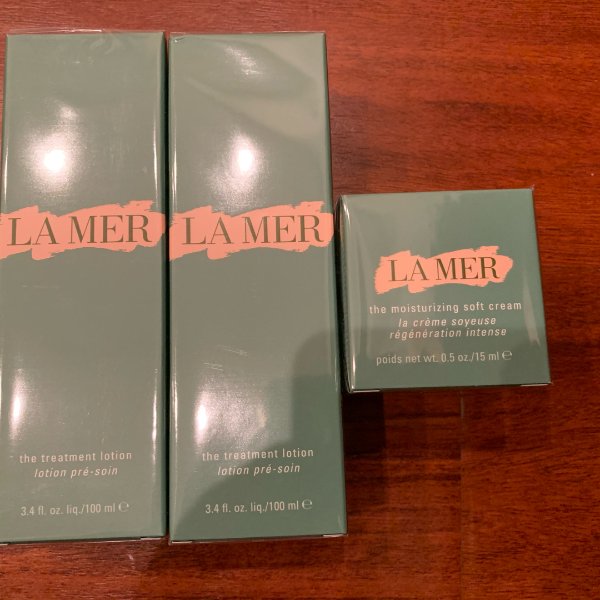 LA MER
the treatment lotion
lotion pré-soin
3.4 fl. oz. liq./100 ml ℮
LA MER
the treatment lotion
lotion pré-soin
3.4 fl. oz. liq./100 ml ℮
LA MER
the moisturizing soft cream
la crème soyeuse
régénération intense
poids net wt. 0.5 oz./15 ml ℮